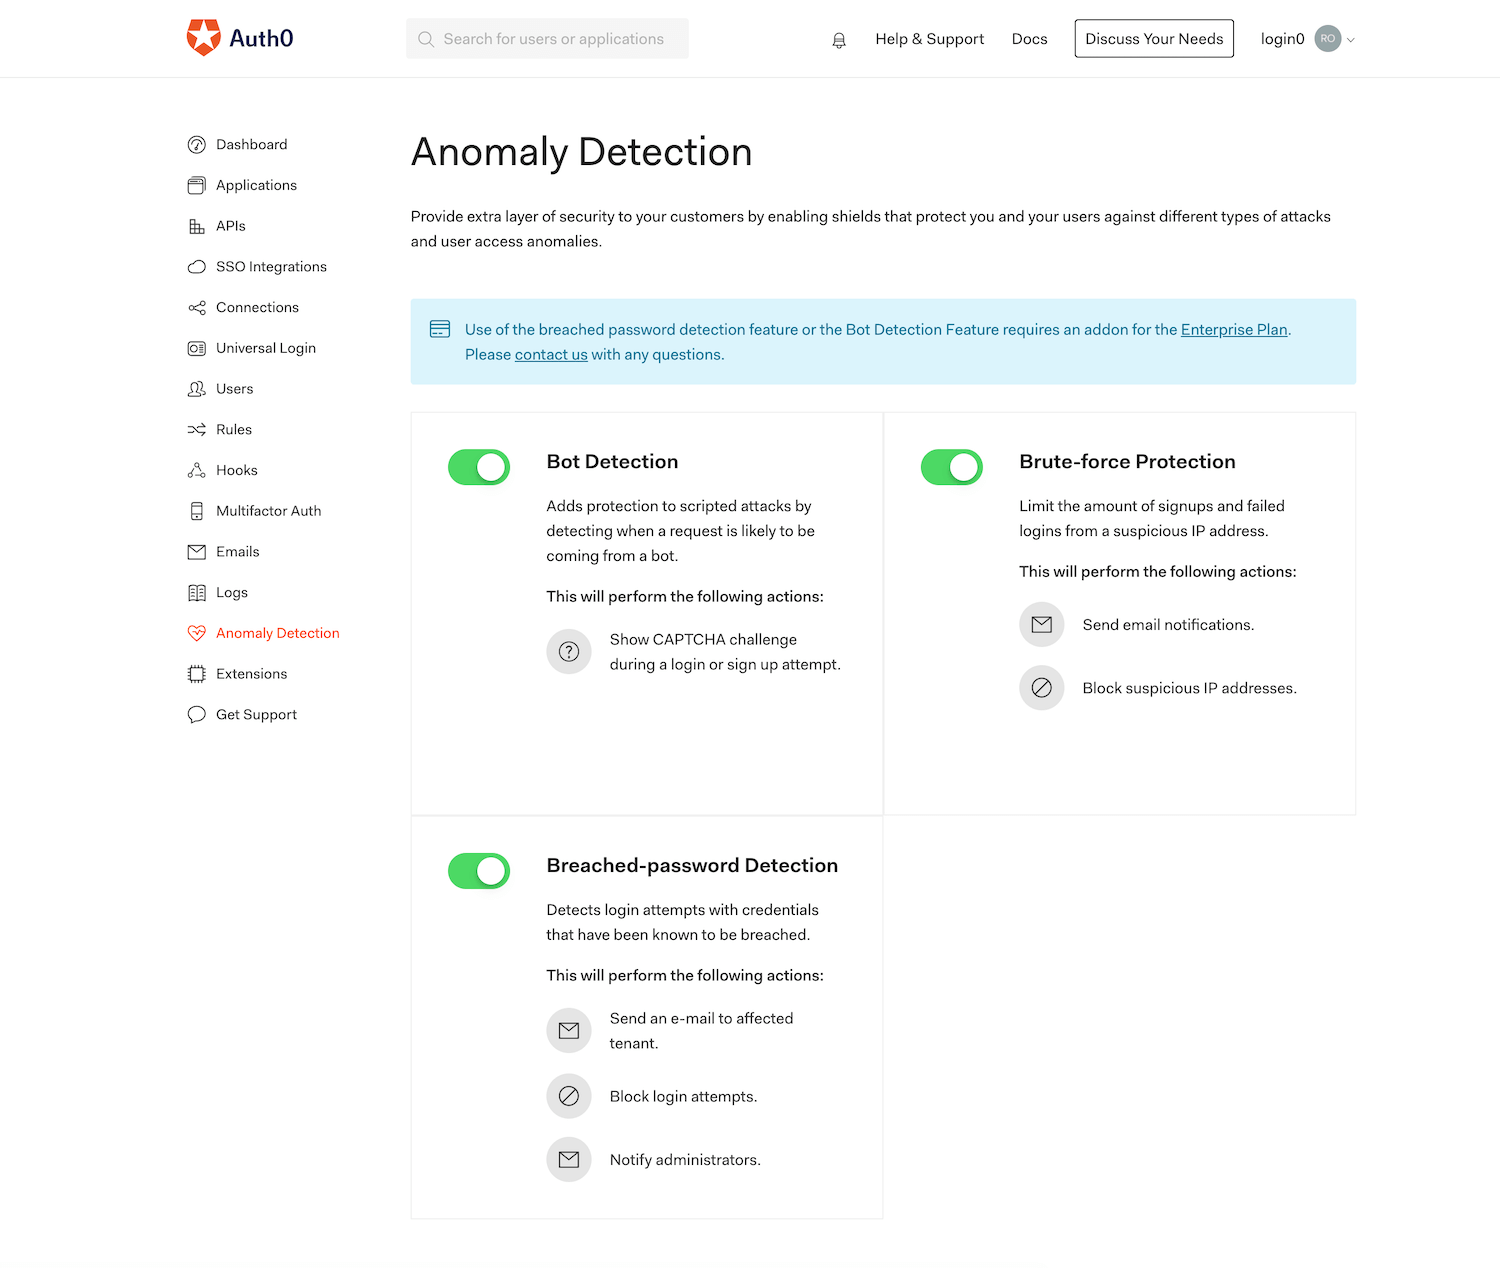 Auth0
Search for users or applications
Help & Support
Docs
Discuss Your Needs
login0
RO
Dashboard
Applications
APIs
SSO Integrations
Connections
Universal Login
Users
Rules
Hooks
Multifactor Auth
Emails
Logs
Anomaly Detection
Extensions
Get Support
Anomaly Detection
Provide extra layer of security to your customers by enabling shields that protect you and your users against different types of attacks
and user access anomalies.
Use of the breached password detection feature or the Bot Detection Feature requires an addon for the Enterprise Plan.
Please contact us with any questions.
Bot Detection
Adds protection to scripted attacks by
detecting when a request is likely to be
coming from a bot.
This will perform the following actions:
Show CAPTCHA challenge
during a login or sign up attempt.
Brute-force Protection
Limit the amount of signups and failed
logins from a suspicious IP address.
This will perform the following actions:
Send email notifications.
Block suspicious IP addresses.
Breached-password Detection
Detects login attempts with credentials
that have been known to be breached.
This will perform the following actions:
Send an e-mail to affected
tenant.
Block login attempts.
Notify administrators.